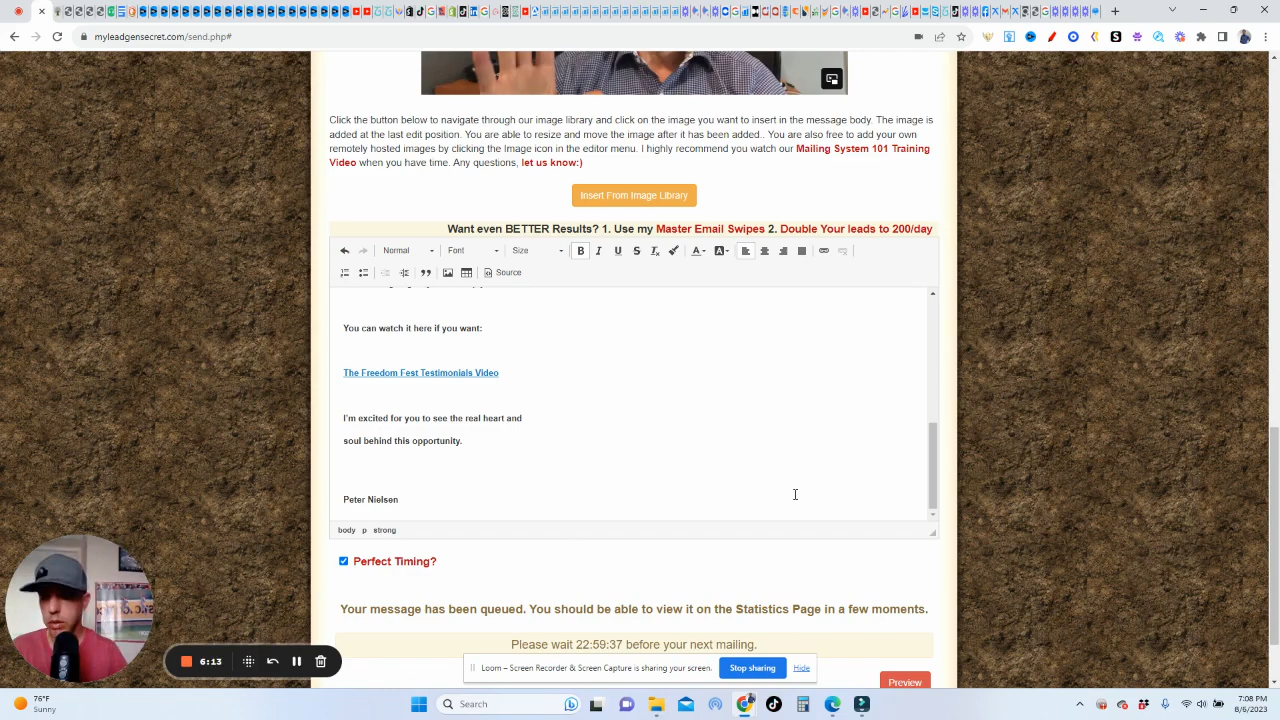 myleadgensecret.com/send.php#
Click the button below to navigate through our image library and click on the image you want to insert in the message body. The image is
added at the last edit position. You are able to resize and move the image after it has been added.. You are also free to add your own
remotely hosted images by clicking the Image icon in the editor menu. I highly recommend you watch our Mailing System 101 Training
Video when you have time. Any questions, let us know:)
Insert From Image Library
Want even BETTER Results? 1. Use my Master Email Swipes 2. Double Your leads to 200/day
Normal Font Size
Source
You can watch it here if you want:
The Freedom Fest Testimonials Video
I'm excited for you to see the real heart and
soul behind this opportunity.
Peter Nielsen
body p strong
Perfect Timing?
Your message has been queued. You should be able to view it on the Statistics Page in a few moments.
Please wait 22:59:37 before your next mailing.
6:13
Loom – Screen Recorder & Screen Capture is sharing your screen.
Stop sharing
Hide
Preview
76°F
Sunny
Search
7:08 PM
8/6/2023